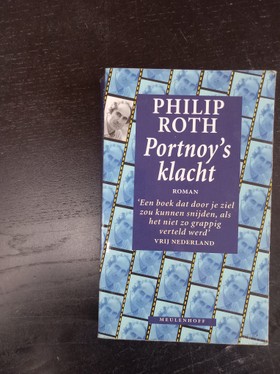 PHILIP
ROTH
Portnoy's
klacht
ROMAN
'Een boek dat door je ziel
zou kunnen snijden, als
het niet zo grappig
verteld werd'
VRIJ NEDERLAND
MEULENHOFF